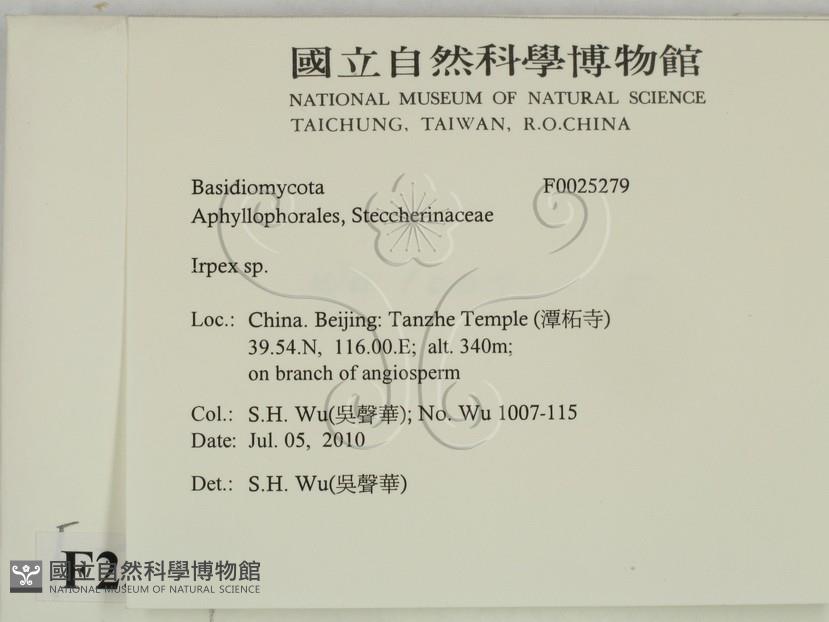 國立自然科學博物館
NATIONAL MUSEUM OF NATURAL SCIENCE
TAICHUNG, TAIWAN, R.O.CHINA
Basidiomycota F0025279
Aphyllophorales, Steccherinaceae
Irpex sp.
Loc.: China. Beijing: Tanzhe Temple (潭柘寺)
39.54.N, 116.00.E; alt. 340m;
on branch of angiosperm
Col.: S.H. Wu(吳聲華); No. Wu 1007-115
Date: Jul. 05, 2010
Det.: S.H. Wu(吳聲華)
F2
國立自然科學博物館
NATIONAL MUSEUM OF NATURAL SCIENCE